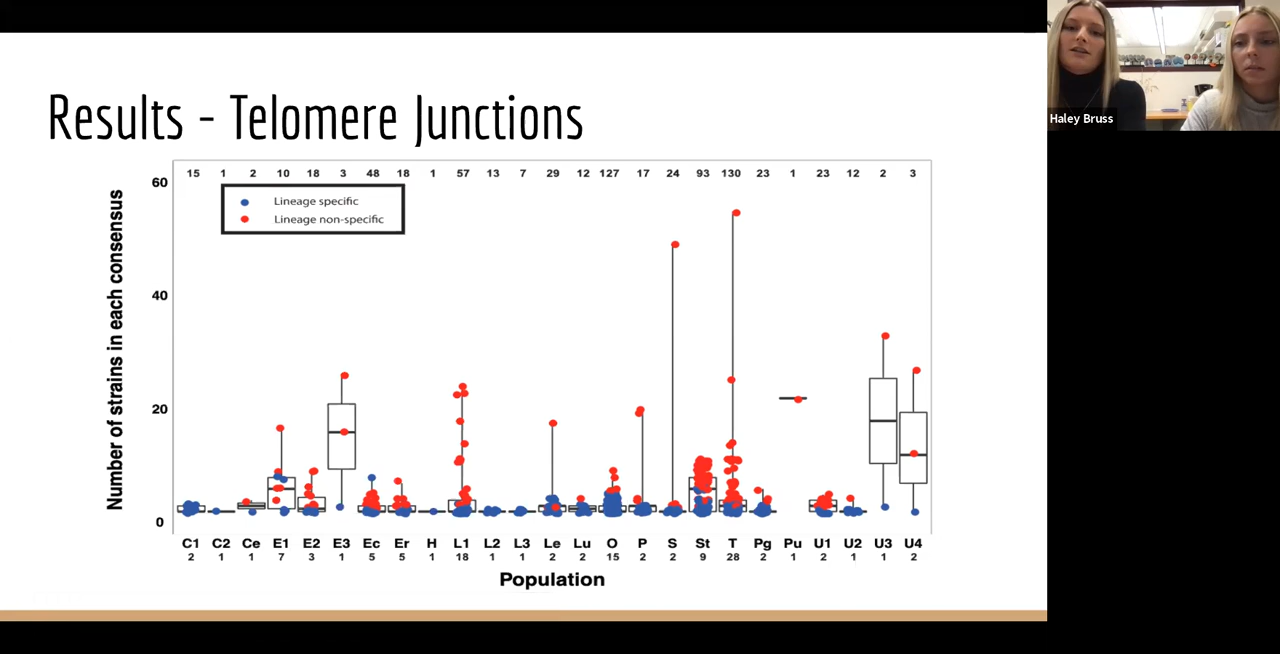 Results - Telomere Junctions
Haley Bruss
15 1 2 10 18 3 48 18 1 57 13 7 29 12 127 17 24 93 130 23 1 23 12 2 3
Lineage specific
Lineage non-specific
Number of strains in each consensus
60
40
20
0
C1 C2 Ce E1 E2 E3 Ec Er H L1 L2 L3 Le Lu O P S St T Pg Pu U1 U2 U3 U4
2 1 1 7 3 1 5 5 1 18 1 1 2 2 15 2 2 9 28 2 1 2 1 1 2
Population